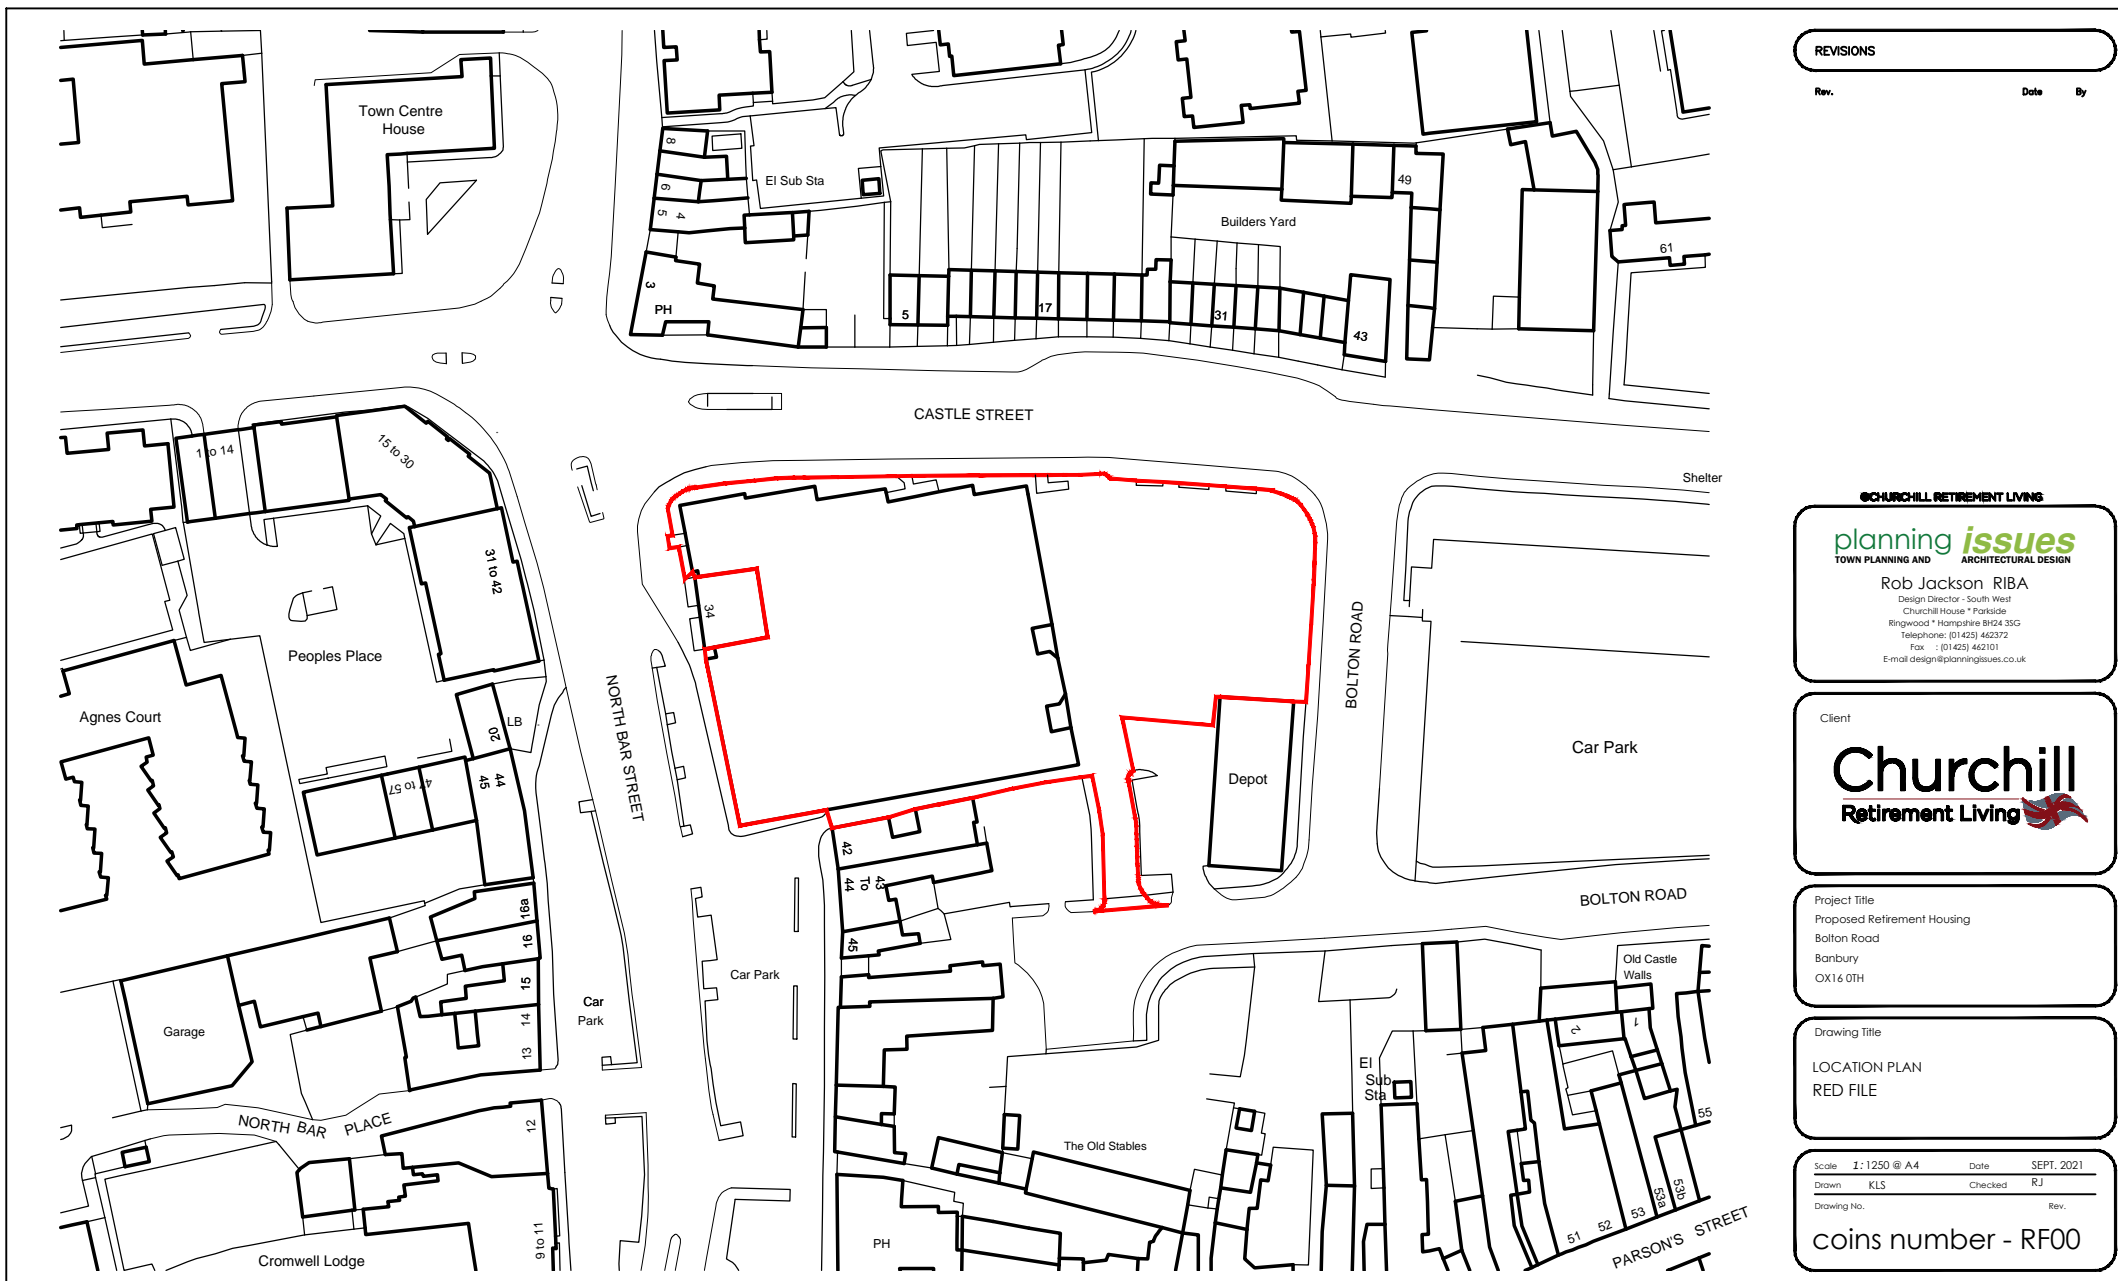 REVISIONS
Rev. Date By
©CHURCHILL RETIREMENT LIVING
planning issues
TOWN PLANNING AND ARCHITECTURAL DESIGN
Rob Jackson RIBA
Design Director - South West
Churchill House * Parkside
Ringwood * Hampshire BH24 3SG
Telephone: (01425) 462372
Fax : (01425) 462101
E-mail design@planningissues.co.uk
Client
Churchill
Retirement Living
Project Title
Proposed Retirement Housing
Bolton Road
Banbury
OX16 0TH
Drawing Title
LOCATION PLAN
RED FILE
Scale 1:1250 @ A4 Date SEPT. 2021
Drawn KLS Checked RJ
Drawing No. Rev.
coins number - RF00
Town Centre
House
8
6
5 4
3
PH
El Sub Sta
Builders Yard
49
61
5
17
31
43
CASTLE STREET
Shelter
1 to 14
15 to 30
31 to 42
34
Peoples Place
Agnes Court
LB
20
44
45
47 to 57
NORTH BAR STREET
BOLTON ROAD
Car Park
Depot
BOLTON ROAD
42
43
To
44
45
16a
16
15
14
13
12
9 to 11
Garage
Car
Park
Car Park
NORTH BAR PLACE
Cromwell Lodge
The Old Stables
PH
El
Sub
Sta
Old Castle
Walls
2
1
55
53b
53a
53
52
51
PARSON'S STREET